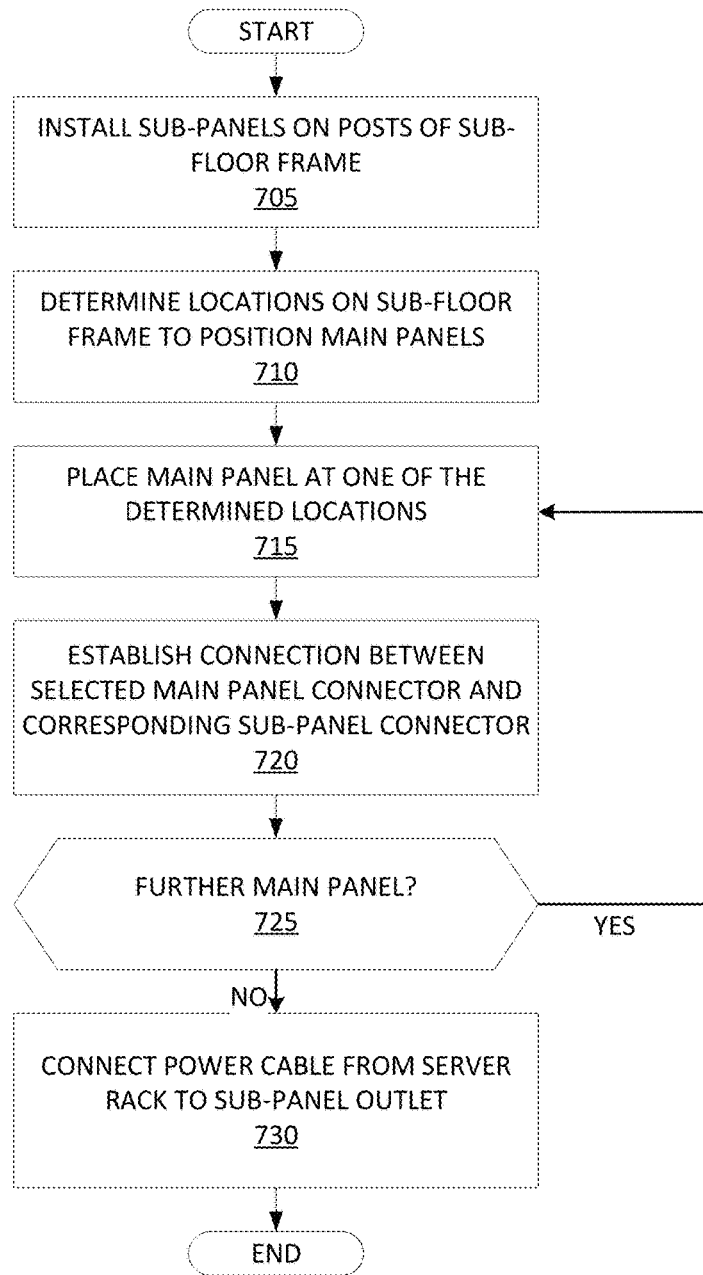 START
INSTALL SUB-PANELS ON POSTS OF SUB-
FLOOR FRAME
705
DETERMINE LOCATIONS ON SUB-FLOOR
FRAME TO POSITION MAIN PANELS
710
PLACE MAIN PANEL AT ONE OF THE
DETERMINED LOCATIONS
715
ESTABLISH CONNECTION BETWEEN
SELECTED MAIN PANEL CONNECTOR AND
CORRESPONDING SUB-PANEL CONNECTOR
720
FURTHER MAIN PANEL?
725
YES
NO
CONNECT POWER CABLE FROM SERVER
RACK TO SUB-PANEL OUTLET
730
END